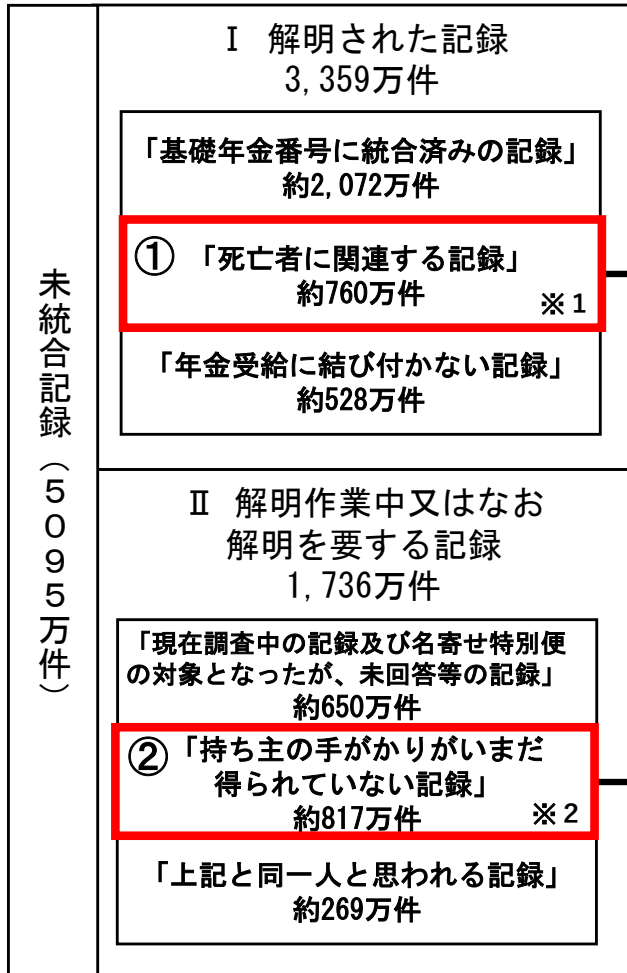 未統合記録（５０９５万件）
Ⅰ　解明された記録
3,359万件
「基礎年金番号に統合済みの記録」
約2,072万件
①　「死亡者に関連する記録」
約760万件　※１
「年金受給に結び付かない記録」
約528万件
Ⅱ　解明作業中又はなお
解明を要する記録
1,736万件
「現在調査中の記録及び名寄せ特別便
の対象となったが、未回答等の記録」
約650万件
②「持ち主の手がかりがいまだ
得られていない記録」
約817万件　※２
「上記と同一人と思われる記録」
約269万件